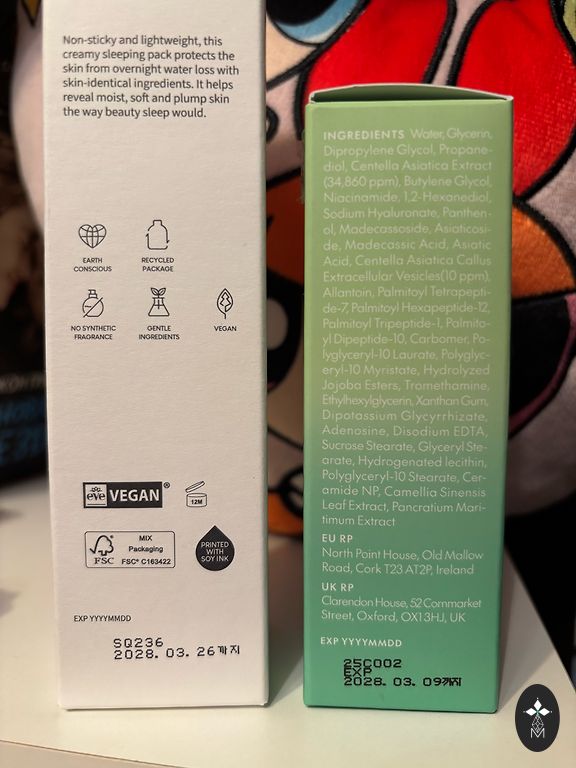 Non-sticky and lightweight, this
creamy sleeping pack protects the
skin from overnight water loss with
skin-identical ingredients. It helps
reveal moist, soft and plump skin
the way beauty sleep would.
EARTH
CONSCIOUS
RECYCLED
PACKAGE
NO SYNTHETIC
FRAGRANCE
GENTLE
INGREDIENTS
VEGAN
eve VEGAN®
12M
FSC
MIX
Packaging
FSC® C163422
PRINTED
WITH
SOY INK
EXP YYYYMMDD
SQ236
2028. 03. 26까지
INGREDIENTS Water, Glycerin,
Dipropylene Glycol, Propane-
diol, Centella Asiatica Extract
(34,860 ppm), Butylene Glycol,
Niacinamide, 1,2-Hexanediol,
Sodium Hyaluronate, Panthen-
ol, Madecassoside, Asiaticosi-
de, Madecassic Acid, Asiatic
Acid, Centella Asiatica Callus
Extracellular Vesicles(10 ppm),
Allantoin, Palmitoyl Tetrapepti-
de-7, Palmitoyl Hexapeptide-12,
Palmitoyl Tripeptide-1, Palmito-
yl Dipeptide-10, Carbomer, Po-
lyglyceryl-10 Laurate, Polyglyc-
eryl-10 Myristate, Hydrolyzed
Jojoba Esters, Tromethamine,
Ethylhexylglycerin, Xanthan Gum,
Dipotassium Glycyrrhizate,
Adenosine, Disodium EDTA,
Sucrose Stearate, Glyceryl Ste-
arate, Hydrogenated lecithin,
Polyglyceryl-10 Stearate, Cer-
amide NP, Camellia Sinensis
Leaf Extract, Pancratium Mari-
timum Extract
EU RP
North Point House, Old Mallow
Road, Cork T23 AT2P, Ireland
UK RP
Clarendon House, 52 Cornmarket
Street, Oxford, OX13HJ, UK
EXP YYYYMMDD
25C002
EXP
2028. 03. 09까지
M